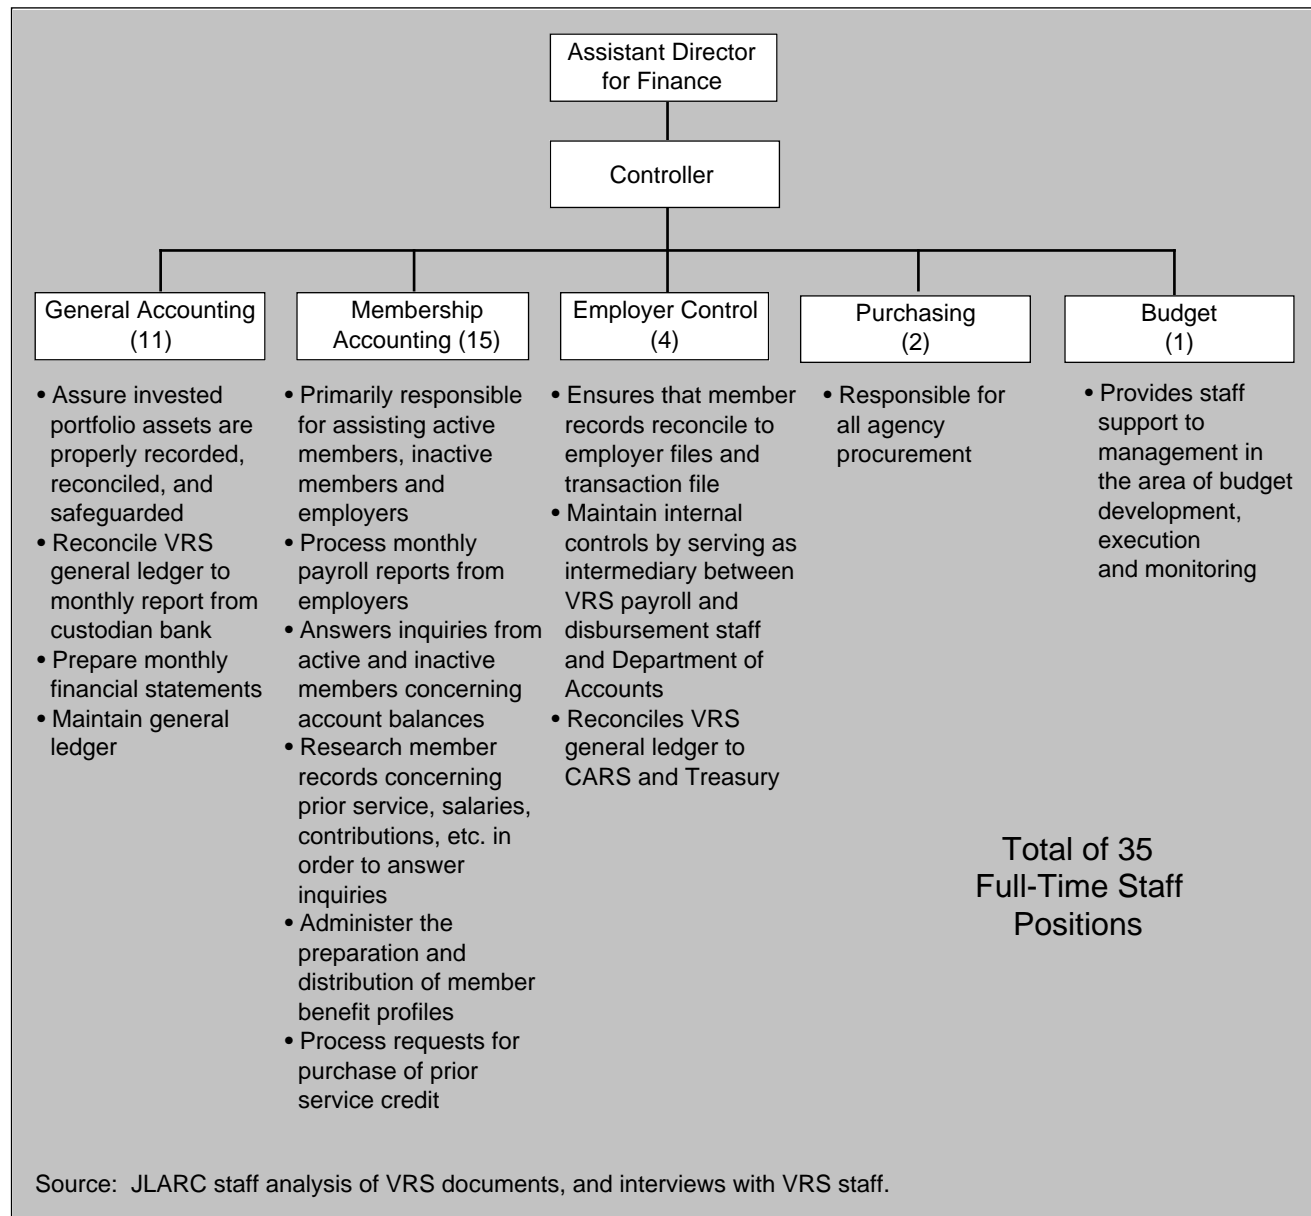 Assistant Director
for Finance
Controller
General Accounting
(11)
• Assure invested
portfolio assets are
properly recorded,
reconciled, and
safeguarded
• Reconcile VRS
general ledger to
monthly report from
custodian bank
• Prepare monthly
financial statements
• Maintain general
ledger
Membership
Accounting (15)
• Primarily responsible
for assisting active
members, inactive
members and
employers
• Process monthly
payroll reports from
employers
• Answers inquiries from
active and inactive
members concerning
account balances
• Research member
records concerning
prior service, salaries,
contributions, etc. in
order to answer
inquiries
• Administer the
preparation and
distribution of member
benefit profiles
• Process requests for
purchase of prior
service credit
Employer Control
(4)
• Ensures that member
records reconcile to
employer files and
transaction file
• Maintain internal
controls by serving as
intermediary between
VRS payroll and
disbursement staff
and Department of
Accounts
• Reconciles VRS
general ledger to
CARS and Treasury
Purchasing
(2)
• Responsible for
all agency
procurement
Budget
(1)
• Provides staff
support to
management in
the area of budget
development,
execution
and monitoring
Total of 35
Full-Time Staff
Positions
Source: JLARC staff analysis of VRS documents, and interviews with VRS staff.